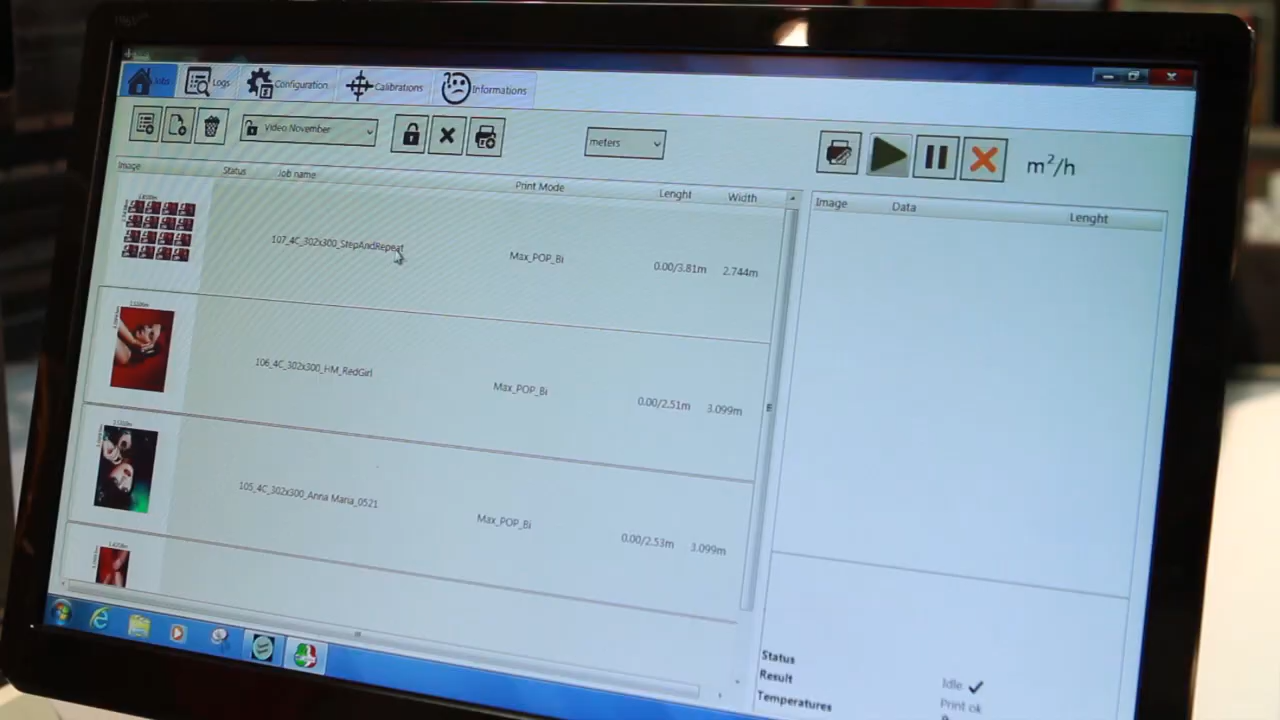 Jobs Logs Configuration Calibrations Informations
Video November
meters
m²/h
Image Status Job name Print Mode Lenght Width
107_4C_302x300_StepAndRepeat Max_POP_Bi 0.00/3.81m 2.744m
106_4C_302x300_HM_RedGirl Max_POP_Bi 0.00/2.51m 3.099m
105_4C_302x300_Anna Maria_0521 Max_POP_Bi 0.00/2.53m 3.099m
Image Data Lenght
Status Idle
Result Print ok
Temperatures